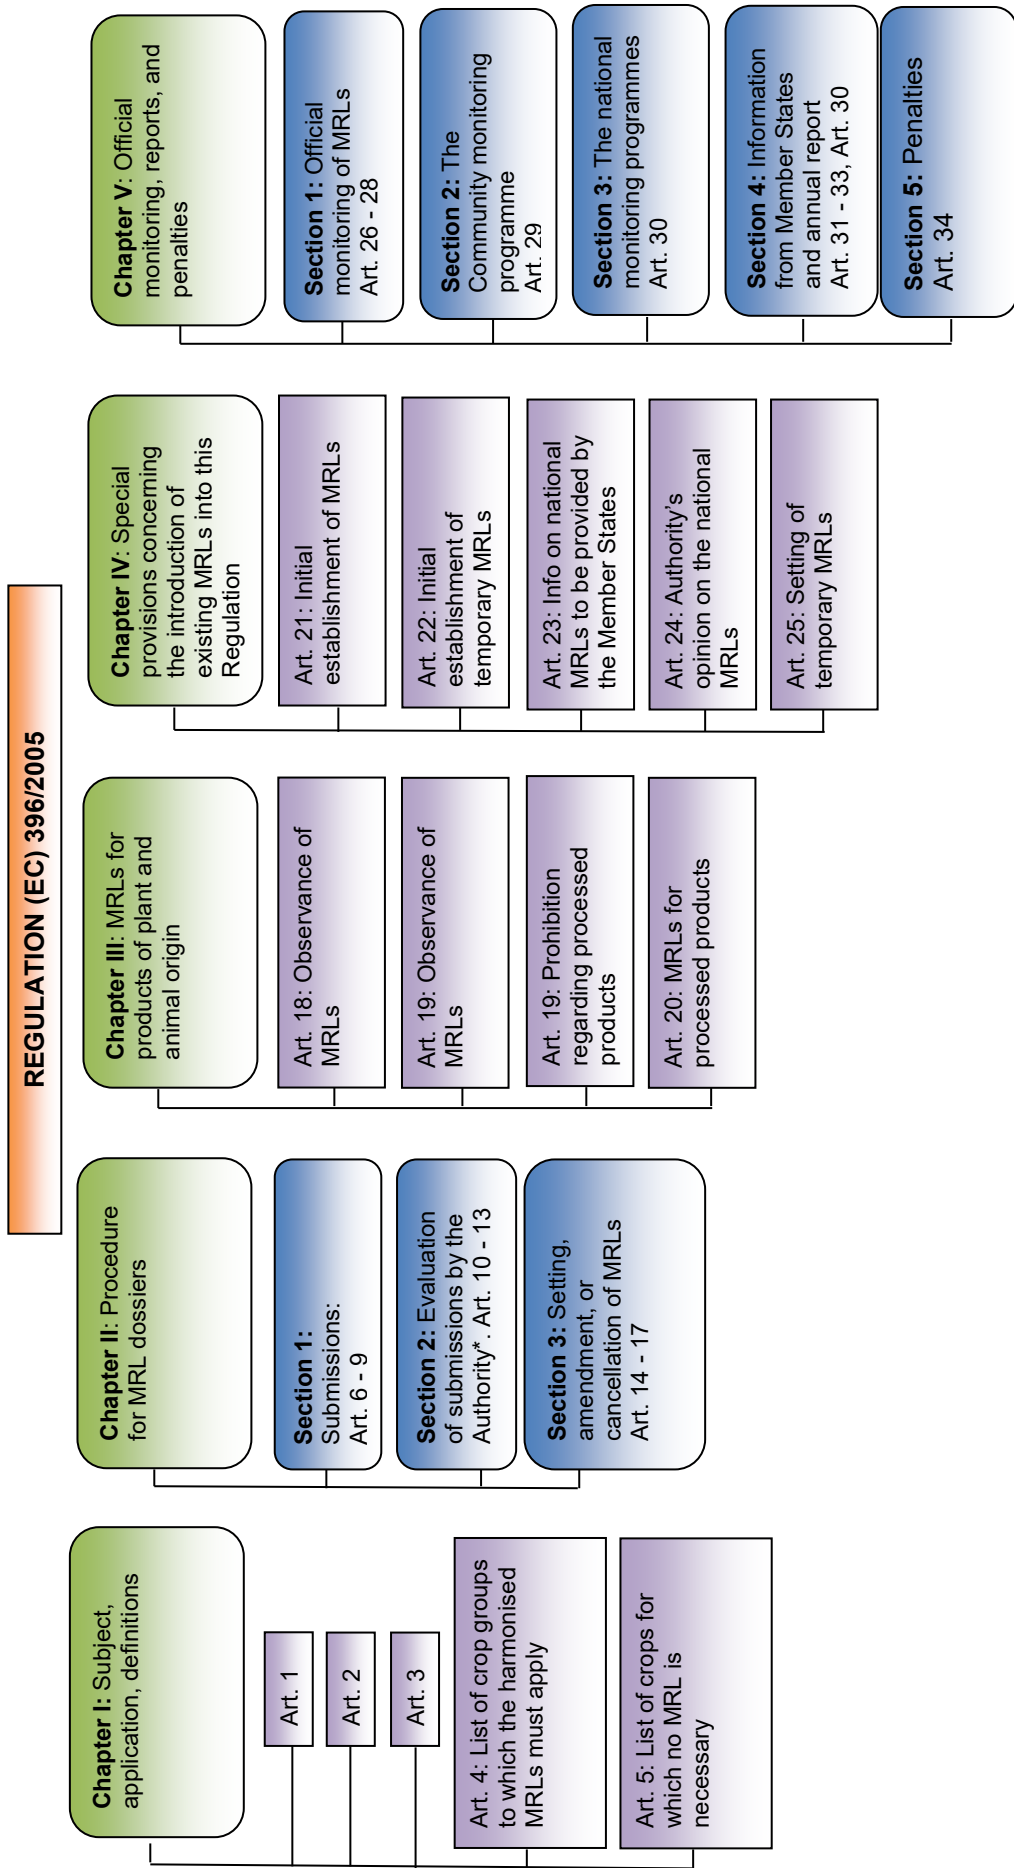 REGULATION (EC) 396/2005
Chapter I: Subject,
application, definitions
Art. 1
Art. 2
Art. 3
Art. 4: List of crop groups
to which the harmonised
MRLs must apply
Art. 5: List of crops for
which no MRL is
necessary
Chapter II: Procedure
for MRL dossiers
Section 1:
Submissions:
Art. 6 - 9
Section 2: Evaluation
of submissions by the
Authority*. Art. 10 - 13
Section 3: Setting,
amendment, or
cancellation of MRLs
Art. 14 - 17
Chapter III: MRLs for
products of plant and
animal origin
Art. 18: Observance of
MRLs
Art. 19: Observance of
MRLs
Art. 19: Prohibition
regarding processed
products
Art. 20: MRLs for
processed products
Chapter IV: Special
provisions concerning
the introduction of
existing MRLs into this
Regulation
Art. 21: Initial
establishment of MRLs
Art. 22: Initial
establishment of
temporary MRLs
Art. 23: Info on national
MRLs to be provided by
the Member States
Art. 24: Authority's
opinion on the national
MRLs
Art. 25: Setting of
temporary MRLs
Chapter V: Official
monitoring, reports, and
penalties
Section 1: Official
monitoring of MRLs
Art. 26 - 28
Section 2: The
Community monitoring
programme
Art. 29
Section 3: The national
monitoring programmes
Art. 30
Section 4: Information
from Member States
and annual report
Art. 31 - 33, Art. 30
Section 5: Penalties
Art. 34